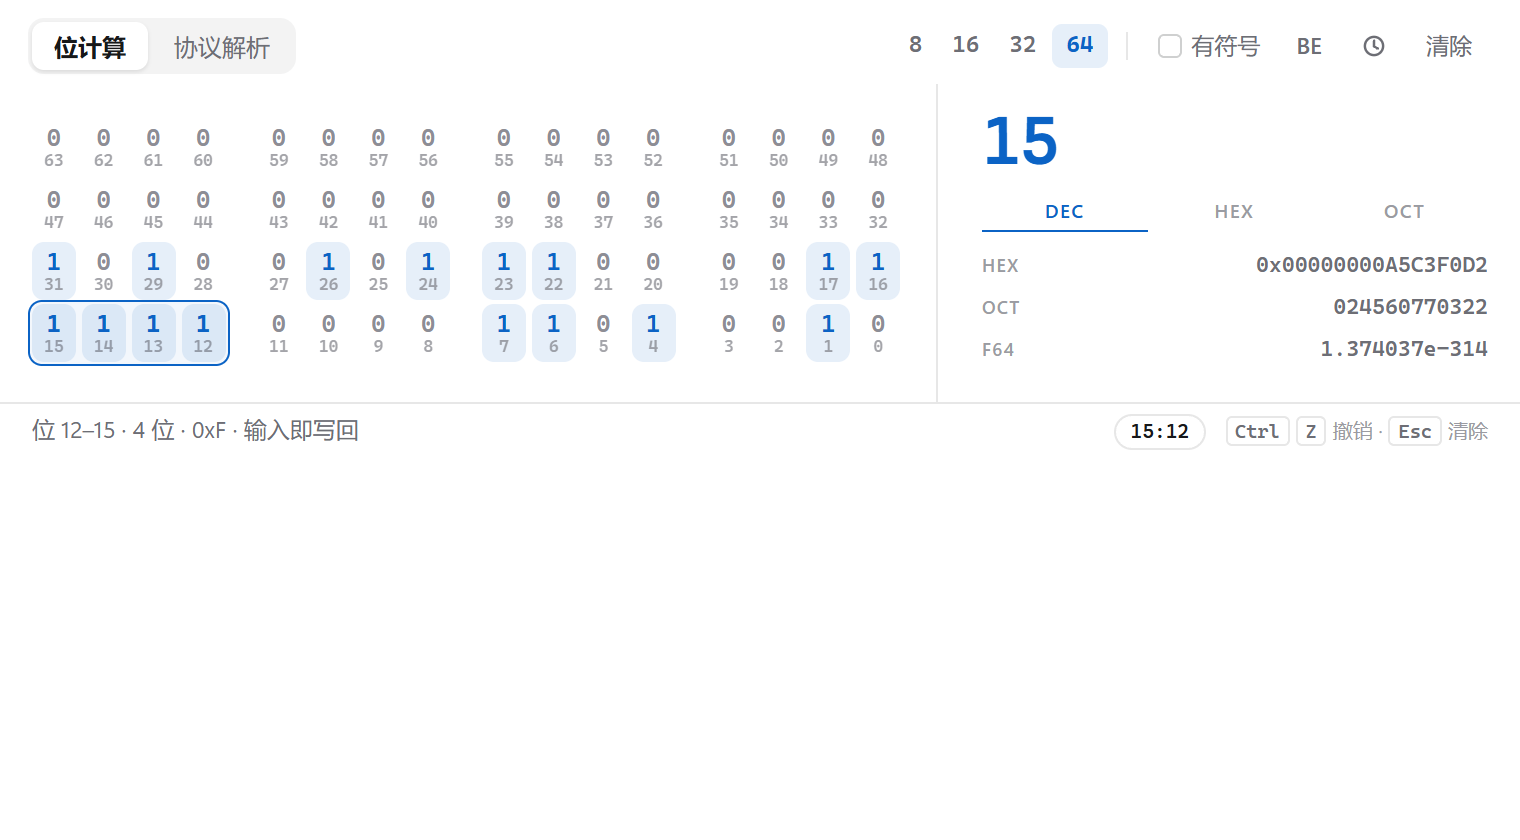 位计算 协议解析 8 16 32 64 有符号 BE 清除
0 0 0 0 0 0 0 0 0 0 0 0 0 0 0 0
63 62 61 60 59 58 57 56 55 54 53 52 51 50 49 48
0 0 0 0 0 0 0 0 0 0 0 0 0 0 0 0
47 46 45 44 43 42 41 40 39 38 37 36 35 34 33 32
1 0 1 0 0 1 0 1 1 1 0 0 0 0 1 1
31 30 29 28 27 26 25 24 23 22 21 20 19 18 17 16
1 1 1 1 0 0 0 0 1 1 0 1 0 0 1 0
15 14 13 12 11 10 9 8 7 6 5 4 3 2 1 0
15
DEC HEX OCT
HEX 0x00000000A5C3F0D2
OCT 024560770322
F64 1.374037e-314
位 12–15 · 4 位 · 0xF · 输入即写回 15:12 Ctrl Z 撤销 · Esc 清除